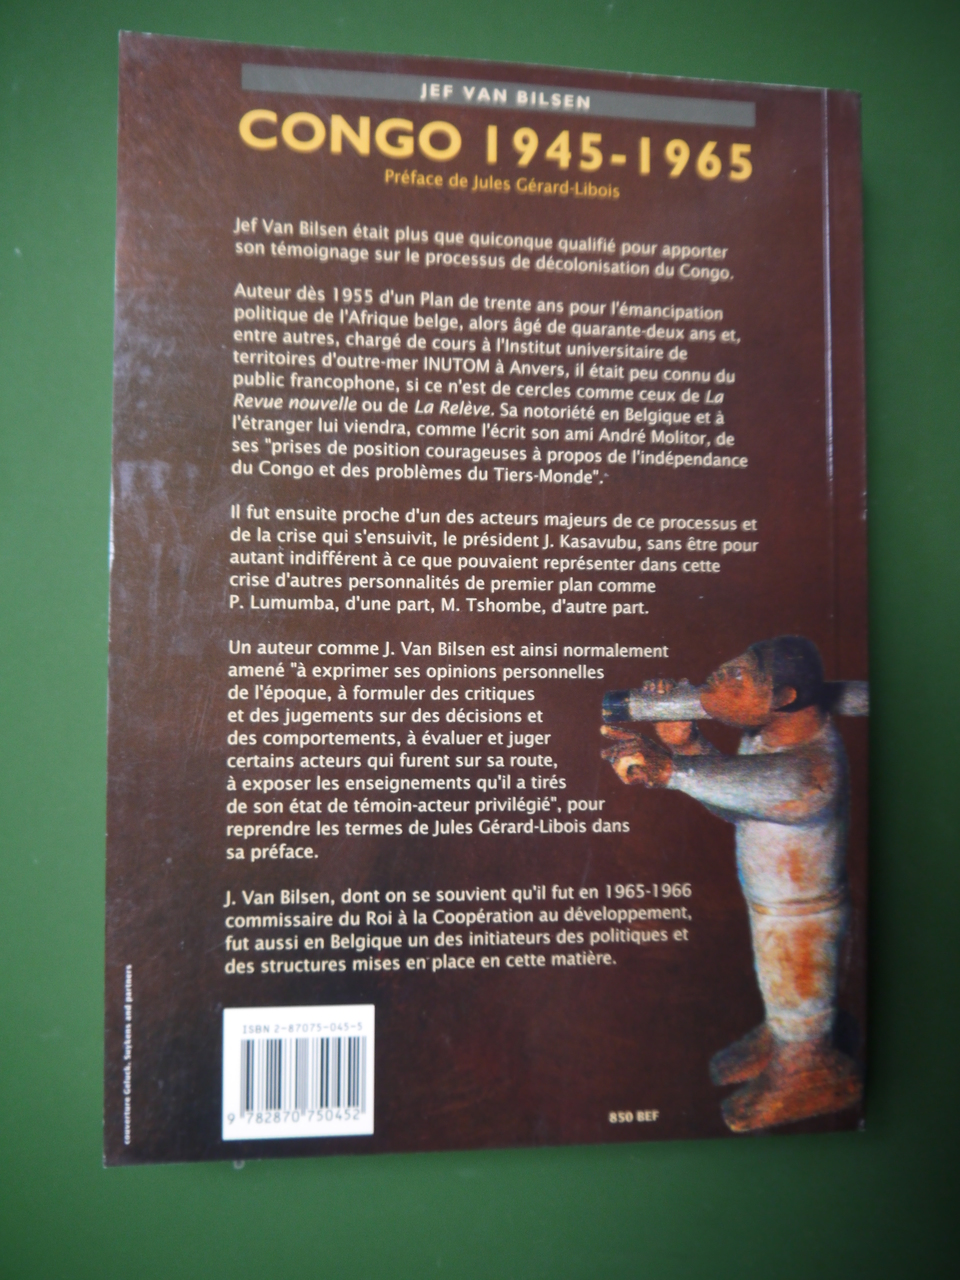 JEF VAN BILSEN
CONGO 1945-1965
Préface de Jules Gérard-Libois
Jef Van Bilsen était plus que quiconque qualifié pour apporter
son témoignage sur le processus de décolonisation du Congo.
Auteur dès 1955 d'un Plan de trente ans pour l'émancipation
politique de l'Afrique belge, alors âgé de quarante-deux ans et,
entre autres, chargé de cours à l'Institut universitaire de
territoires d'outre-mer INUTOM à Anvers, il était peu connu du
public francophone, si ce n'est de cercles comme ceux de La
Revue nouvelle ou de La Relève. Sa notoriété en Belgique et à
l'étranger lui viendra, comme l'écrit son ami André Molitor, de
ses "prises de position courageuses à propos de l'indépendance
du Congo et des problèmes du Tiers-Monde".
Il fut ensuite proche d'un des acteurs majeurs de ce processus et
de la crise qui s'ensuivit, le président J. Kasavubu, sans être pour
autant indifférent à ce que pouvaient représenter dans cette
crise d'autres personnalités de premier plan comme
P. Lumumba, d'une part, M. Tshombe, d'autre part.
Un auteur comme J. Van Bilsen est ainsi normalement
amené "à exprimer ses opinions personnelles
de l'époque, à formuler des critiques
et des jugements sur des décisions et
des comportements, à évaluer et juger
certains acteurs qui furent sur sa route,
à exposer les enseignements qu'il a tirés
de son état de témoin-acteur privilégié", pour
reprendre les termes de Jules Gérard-Libois dans
sa préface.
J. Van Bilsen, dont on se souvient qu'il fut en 1965-1966
commissaire du Roi à la Coopération au développement,
fut aussi en Belgique un des initiateurs des politiques et
des structures mises en place en cette matière.
couverture Geluck, Suykens and partners
ISBN 2-87075-045-5
9 782870 750452
850 BEF